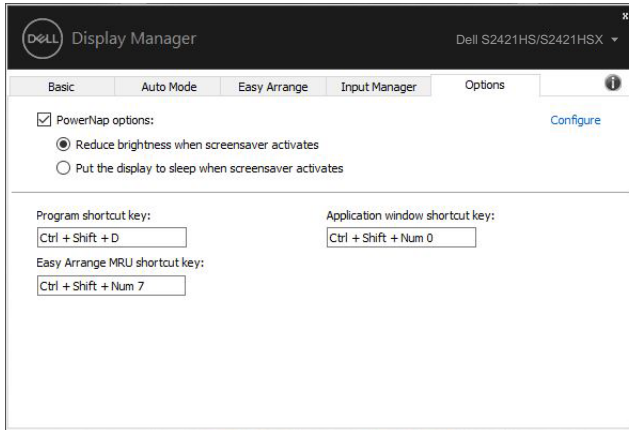 x
DELL Display Manager
Dell S2421HS/S2421HSX
Basic Auto Mode Easy Arrange Input Manager Options
PowerNap options: Configure
Reduce brightness when screensaver activates
Put the display to sleep when screensaver activates
Program shortcut key: Application window shortcut key:
Ctrl + Shift + D Ctrl + Shift + Num 0
Easy Arrange MRU shortcut key:
Ctrl + Shift + Num 7